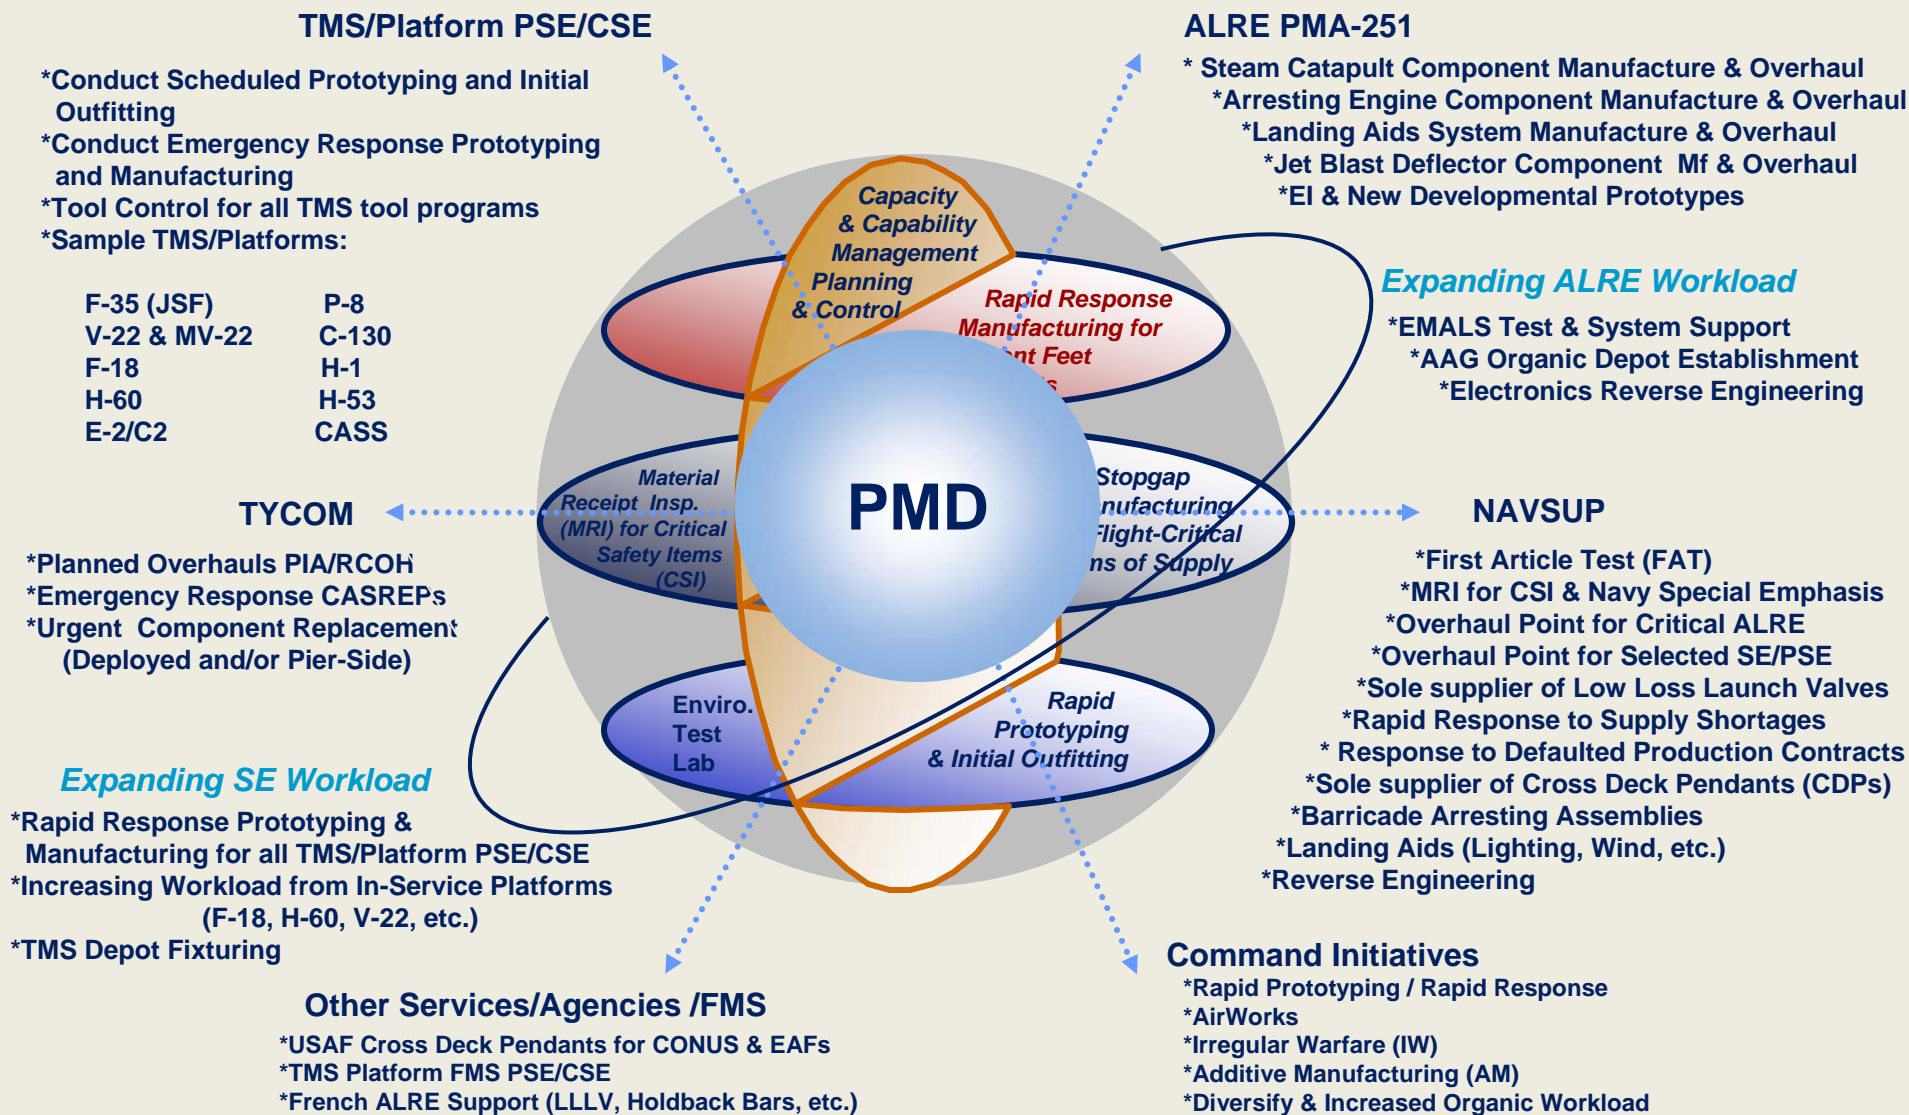 TMS/Platform PSE/CSE
*Conduct Scheduled Prototyping and Initial
Outfitting
*Conduct Emergency Response Prototyping
and Manufacturing
*Tool Control for all TMS tool programs
*Sample TMS/Platforms:
F-35 (JSF) P-8
V-22 & MV-22 C-130
F-18 H-1
H-60 H-53
E-2/C2 CASS
ALRE PMA-251
* Steam Catapult Component Manufacture & Overhaul
*Arresting Engine Component Manufacture & Overhaul
*Landing Aids System Manufacture & Overhaul
*Jet Blast Deflector Component Mf & Overhaul
*EI & New Developmental Prototypes
Expanding ALRE Workload
*EMALS Test & System Support
*AAG Organic Depot Establishment
*Electronics Reverse Engineering
Capacity
& Capability
Management
Planning
& Control
Rapid Response
Manufacturing for
Feet
PMD
Material
Receipt Insp.
(MRI) for Critical
Safety Items
(CSI)
Stopgap
Flight-Critical
of Supply
Enviro.
Test
Lab
Rapid
Prototyping
& Initial Outfitting
TYCOM
*Planned Overhauls PIA/RCOH
*Emergency Response CASREPs
*Urgent Component Replacement
(Deployed and/or Pier-Side)
NAVSUP
*First Article Test (FAT)
*MRI for CSI & Navy Special Emphasis
*Overhaul Point for Critical ALRE
*Overhaul Point for Selected SE/PSE
*Sole supplier of Low Loss Launch Valves
*Rapid Response to Supply Shortages
* Response to Defaulted Production Contracts
*Sole supplier of Cross Deck Pendants (CDPs)
*Barricade Arresting Assemblies
*Landing Aids (Lighting, Wind, etc.)
*Reverse Engineering
Expanding SE Workload
*Rapid Response Prototyping &
Manufacturing for all TMS/Platform PSE/CSE
*Increasing Workload from In-Service Platforms
(F-18, H-60, V-22, etc.)
*TMS Depot Fixturing
Other Services/Agencies /FMS
*USAF Cross Deck Pendants for CONUS & EAFs
*TMS Platform FMS PSE/CSE
*French ALRE Support (LLLV, Holdback Bars, etc.)
Command Initiatives
*Rapid Prototyping / Rapid Response
*AirWorks
*Irregular Warfare (IW)
*Additive Manufacturing (AM)
*Diversify & Increased Organic Workload